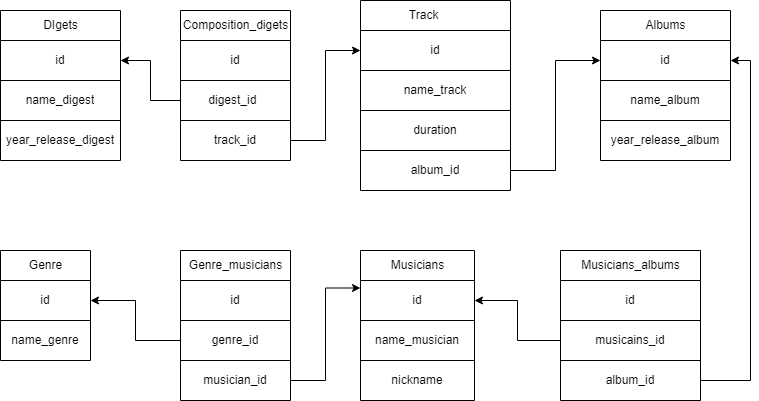 DIgets
id
name_digest
year_release_digest
Composition_digets
id
digest_id
track_id
Track
id
name_track
duration
album_id
Albums
id
name_album
year_release_album
Genre
id
name_genre
Genre_musicians
id
genre_id
musician_id
Musicians
id
name_musician
nickname
Musicians_albums
id
musicains_id
album_id